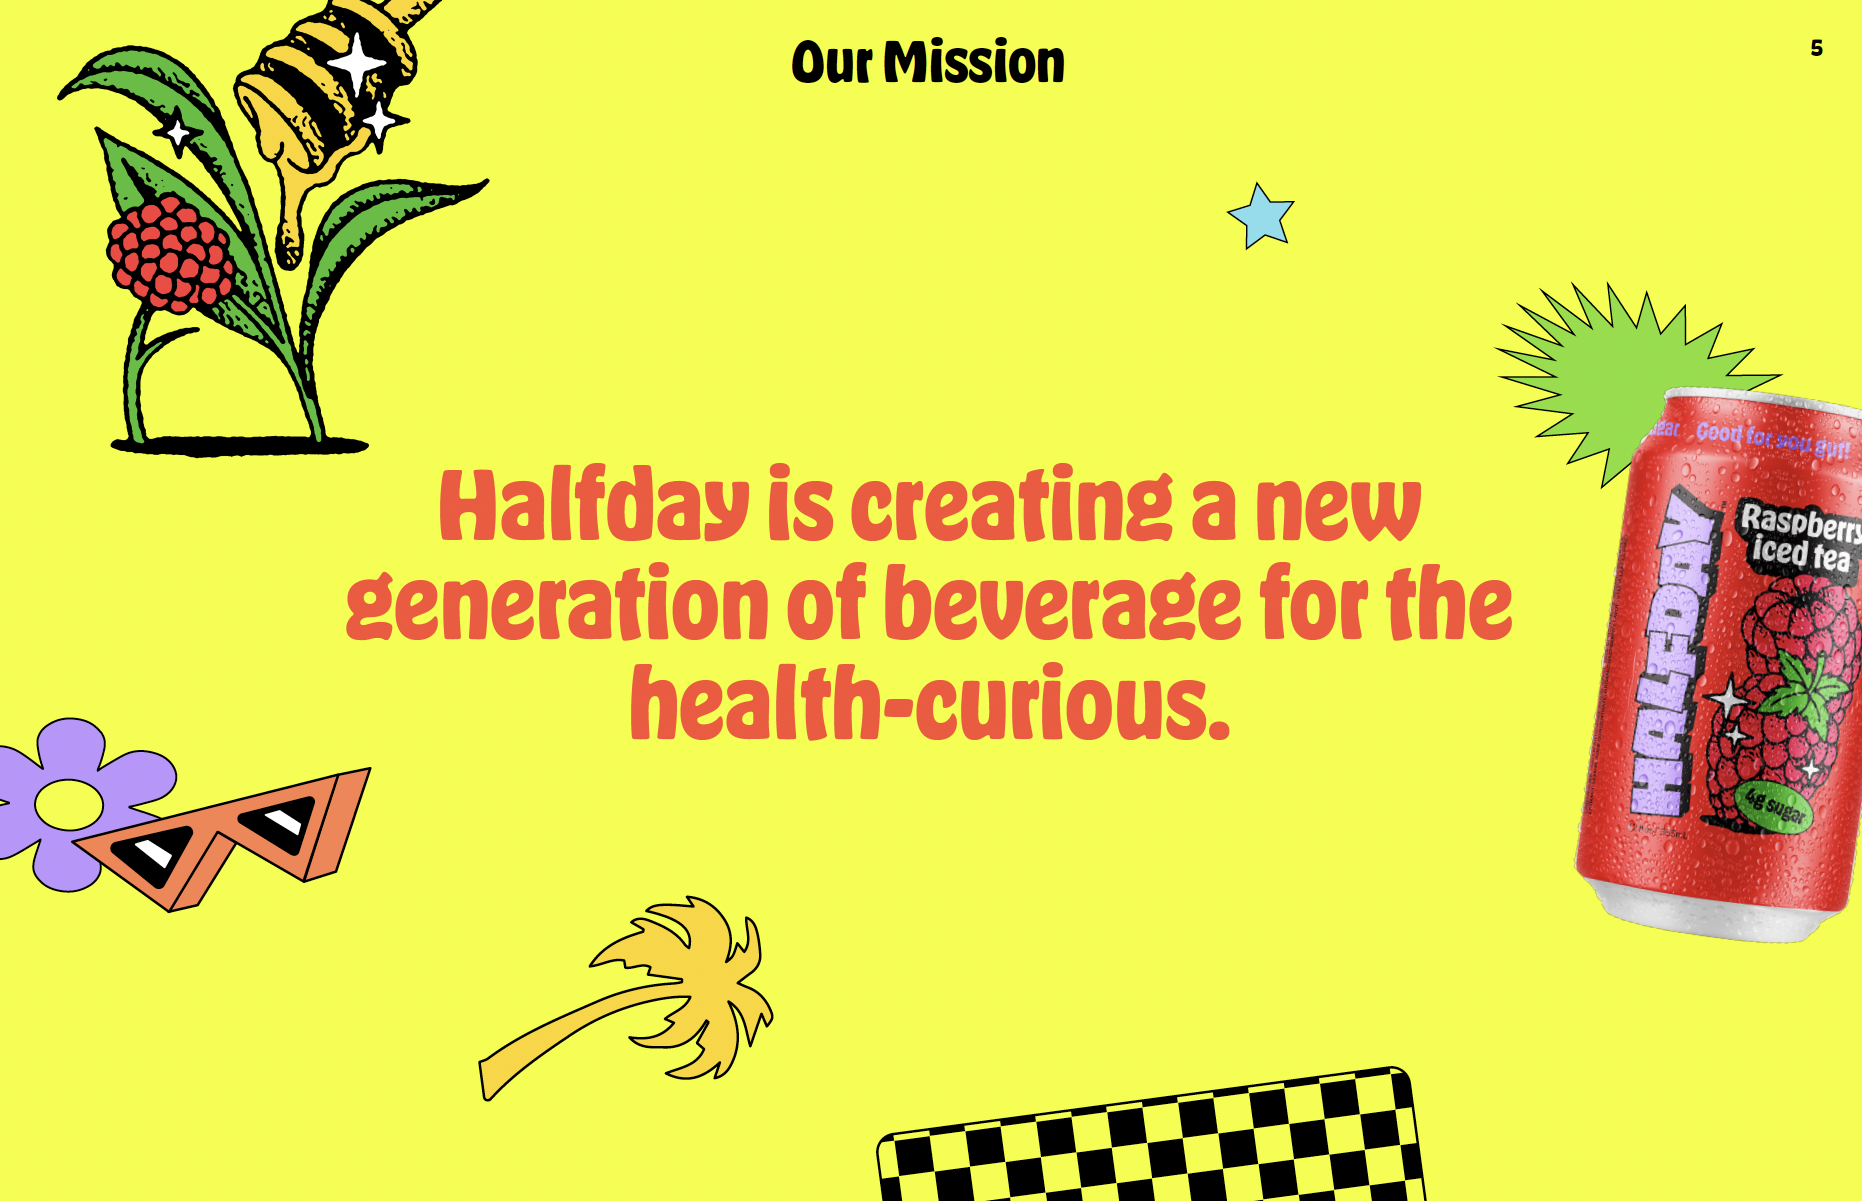 Our Mission
5
Halfday is creating a new
generation of beverage for the
health-curious.
Good for you gut!
HALFDAY
Raspberry
iced tea
4g sugar